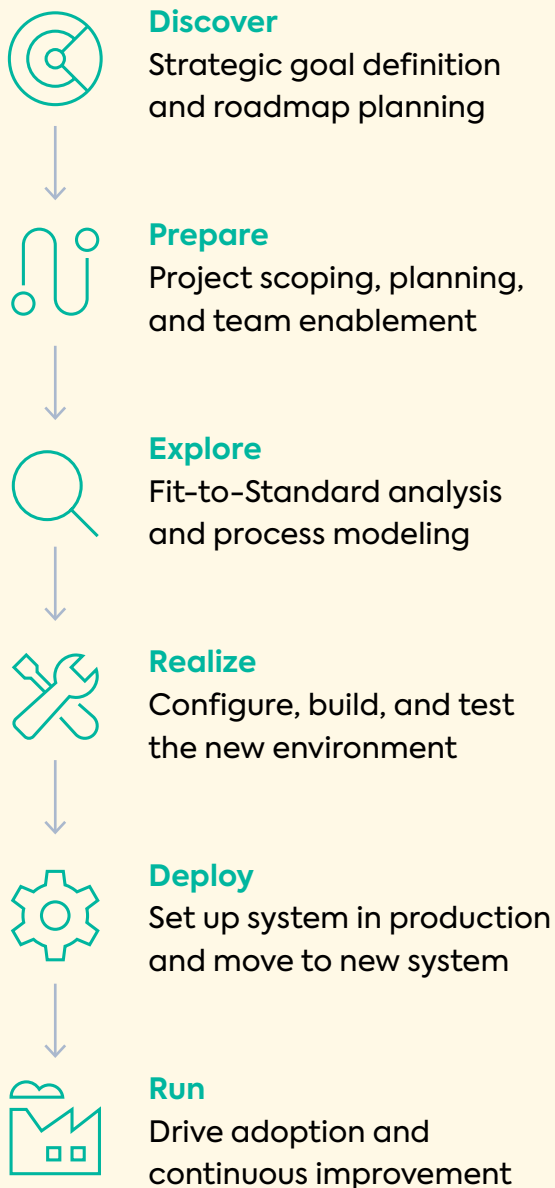 Discover
Strategic goal definition
and roadmap planning
Prepare
Project scoping, planning,
and team enablement
Explore
Fit-to-Standard analysis
and process modeling
Realize
Configure, build, and test
the new environment
Deploy
Set up system in production
and move to new system
Run
Drive adoption and
continuous improvement